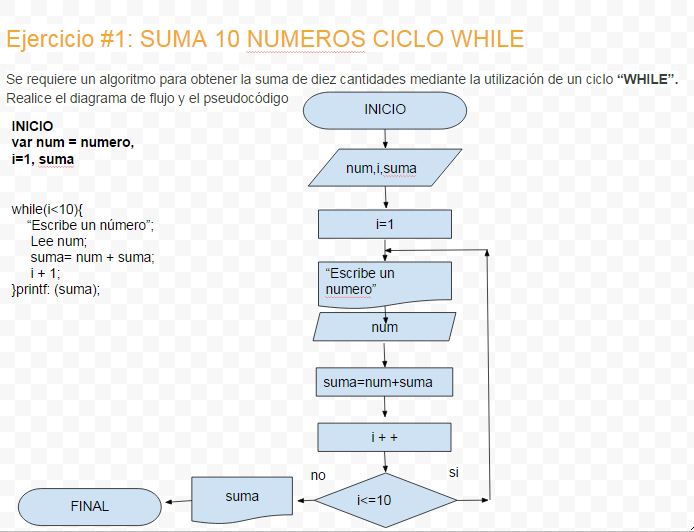 Ejercicio #1: SUMA 10 NUMEROS CICLO WHILE
Se requiere un algoritmo para obtener la suma de diez cantidades mediante la utilización de un ciclo “WHILE”.
Realice el diagrama de flujo y el pseudocódigo
INICIO
var num = numero,
i=1, suma
while(i<10){
“Escribe un número”;
Lee num;
suma= num + suma;
i + 1;
}printf: (suma);
INICIO
num,i,suma
i=1
“Escribe un
numero”
num
suma=num+suma
i + +
no
si
i<=10
suma
FINAL